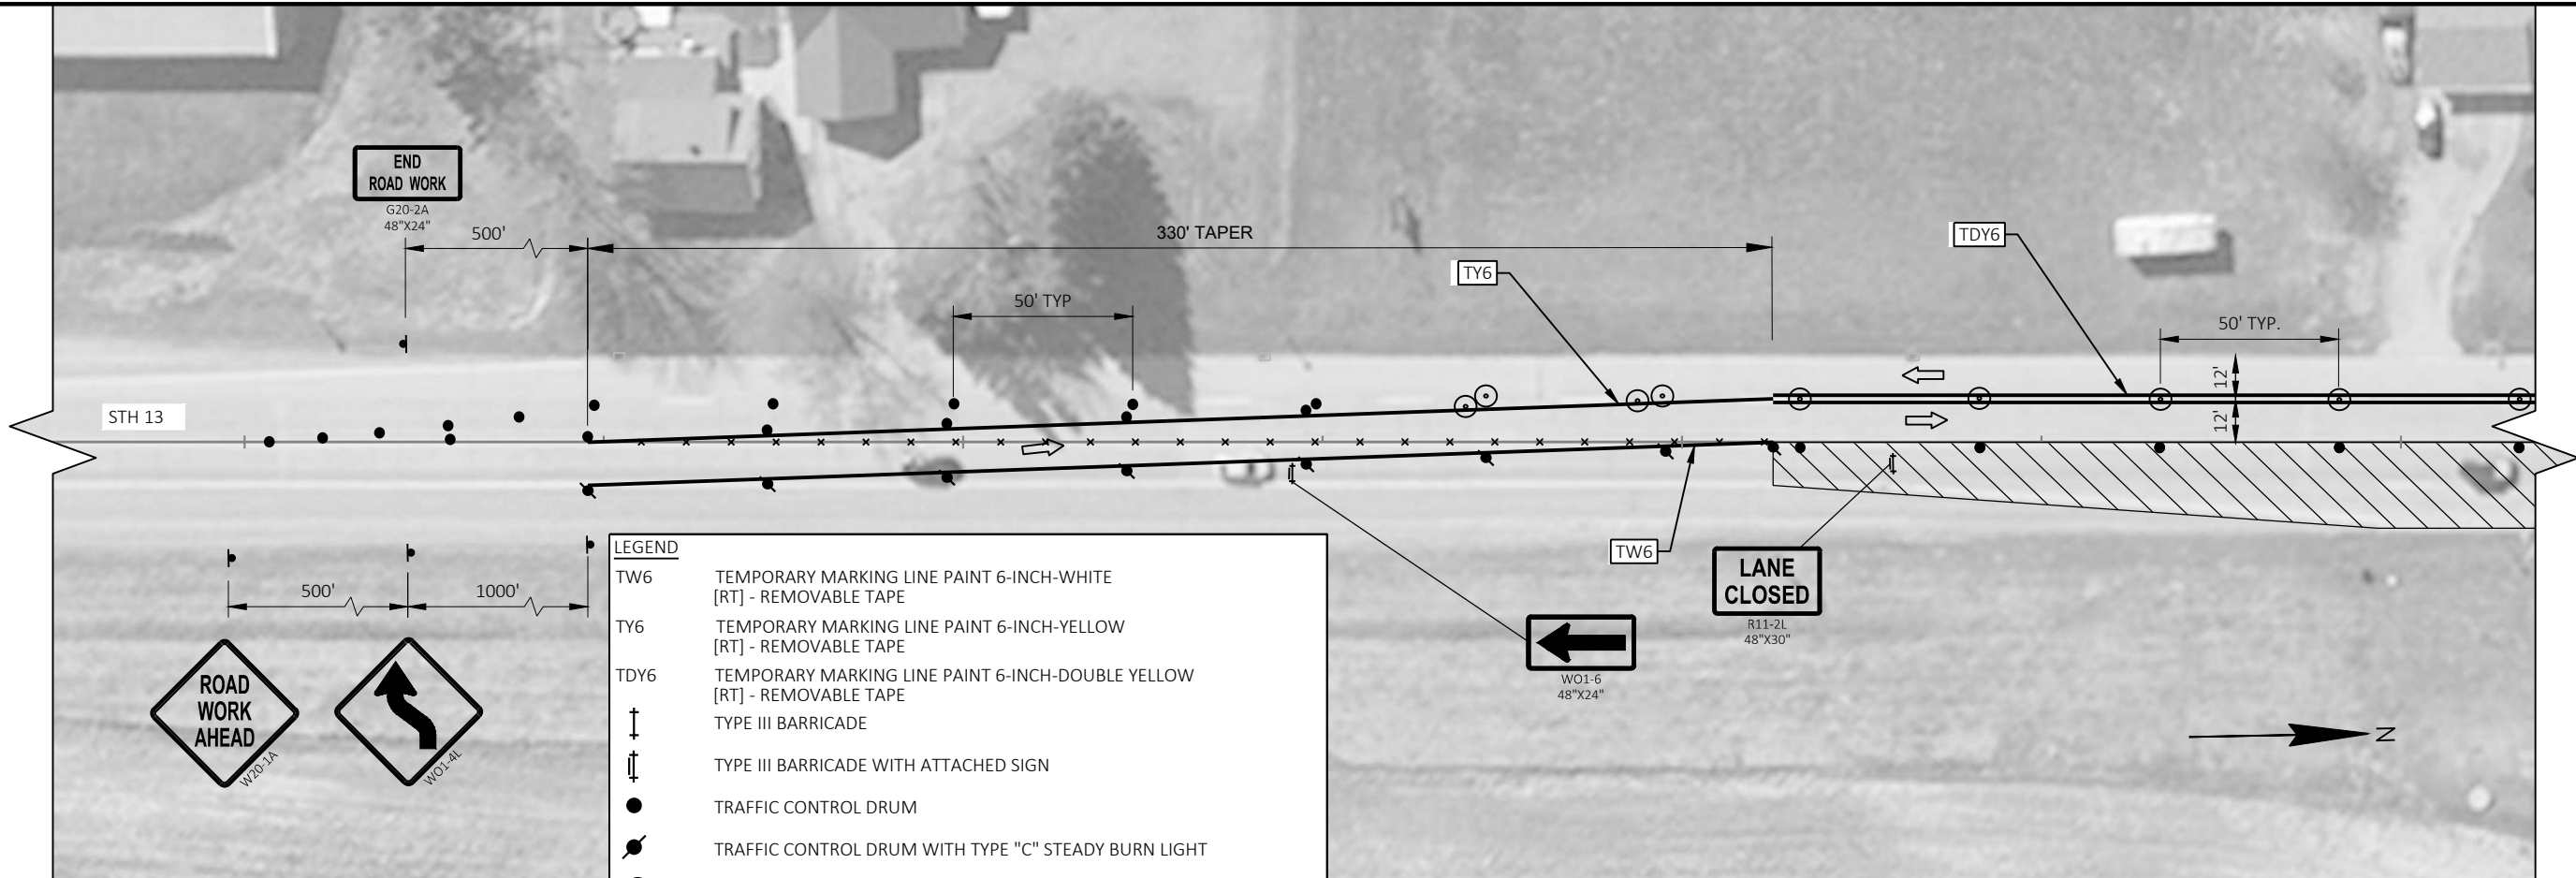 END
ROAD WORK
G20-2A
48"X24"
500'
330' TAPER
TDY6
TY6
50' TYP
50' TYP.
12'
12'
STH 13
500'
1000'
ROAD
WORK
AHEAD
W20-1A
WO1-4L
LEGEND
TW6 TEMPORARY MARKING LINE PAINT 6-INCH-WHITE
[RT] - REMOVABLE TAPE
TY6 TEMPORARY MARKING LINE PAINT 6-INCH-YELLOW
[RT] - REMOVABLE TAPE
TDY6 TEMPORARY MARKING LINE PAINT 6-INCH-DOUBLE YELLOW
[RT] - REMOVABLE TAPE
TYPE III BARRICADE
TYPE III BARRICADE WITH ATTACHED SIGN
TRAFFIC CONTROL DRUM
TRAFFIC CONTROL DRUM WITH TYPE "C" STEADY BURN LIGHT
TW6
LANE
CLOSED
R11-2L
48"X30"
WO1-6
48"X24"
N